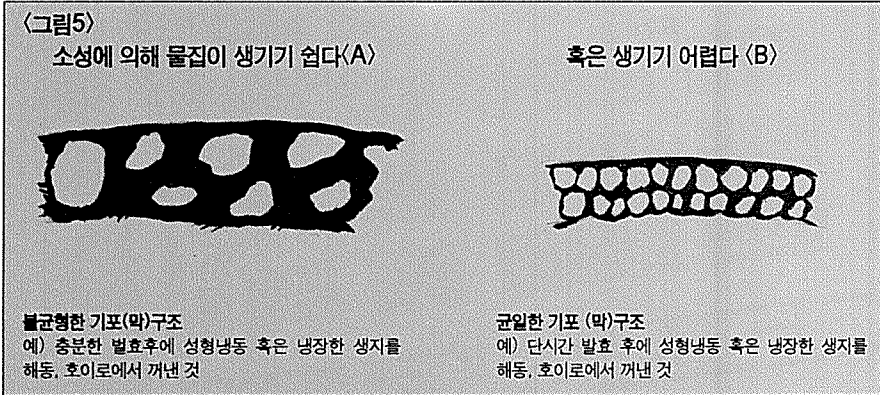 〈그림5〉
소성에 의해 물집이 생기기 쉽다〈A〉
혹은 생기기 어렵다 〈B〉
불균형한 기포(막)구조
예) 충분한 발효후에 성형냉동 혹은 냉장한 생지를
해동, 호이로에서 꺼낸 것
균일한 기포 (막)구조
예) 단시간 발효 후에 성형냉동 혹은 냉장한 생지를
해동, 호이로에서 꺼낸 것